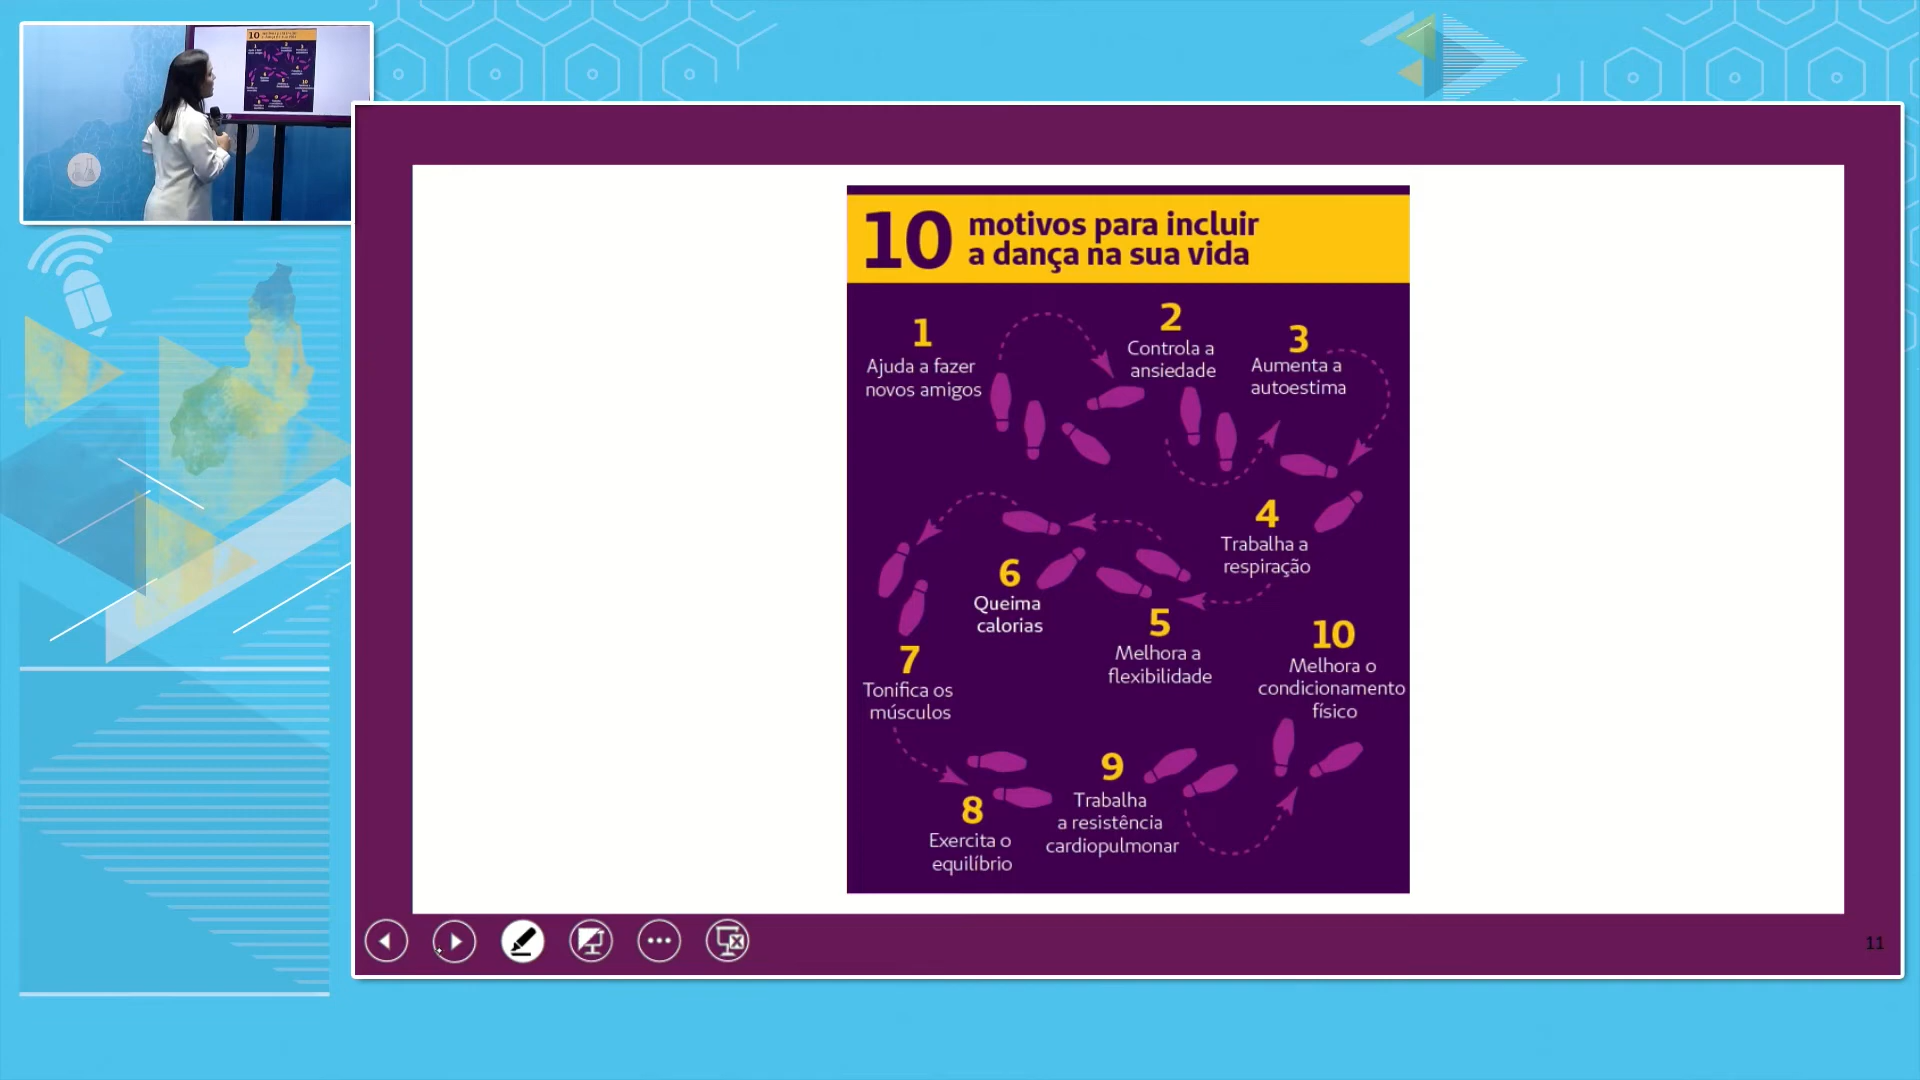 10 motivos para incluir
a dança na sua vida
1
Ajuda a fazer
novos amigos
2
Controla a
ansiedade
3
Aumenta a
autoestima
4
Trabalha a
respiração
5
Melhora a
flexibilidade
6
Queima
calorias
7
Tonifica os
músculos
8
Exercita o
equilíbrio
9
Trabalha
a resistência
cardiopulmonar
10
Melhora o
condicionamento
físico
11